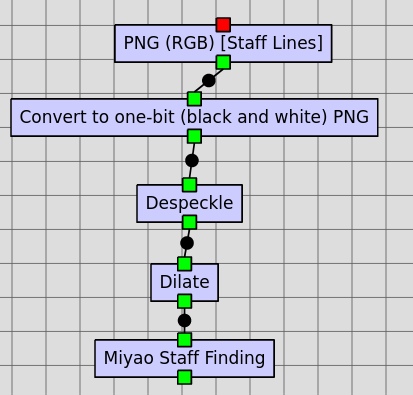 PNG (RGB) [Staff Lines]
Convert to one-bit (black and white) PNG
Despeckle
Dilate
Miyao Staff Finding